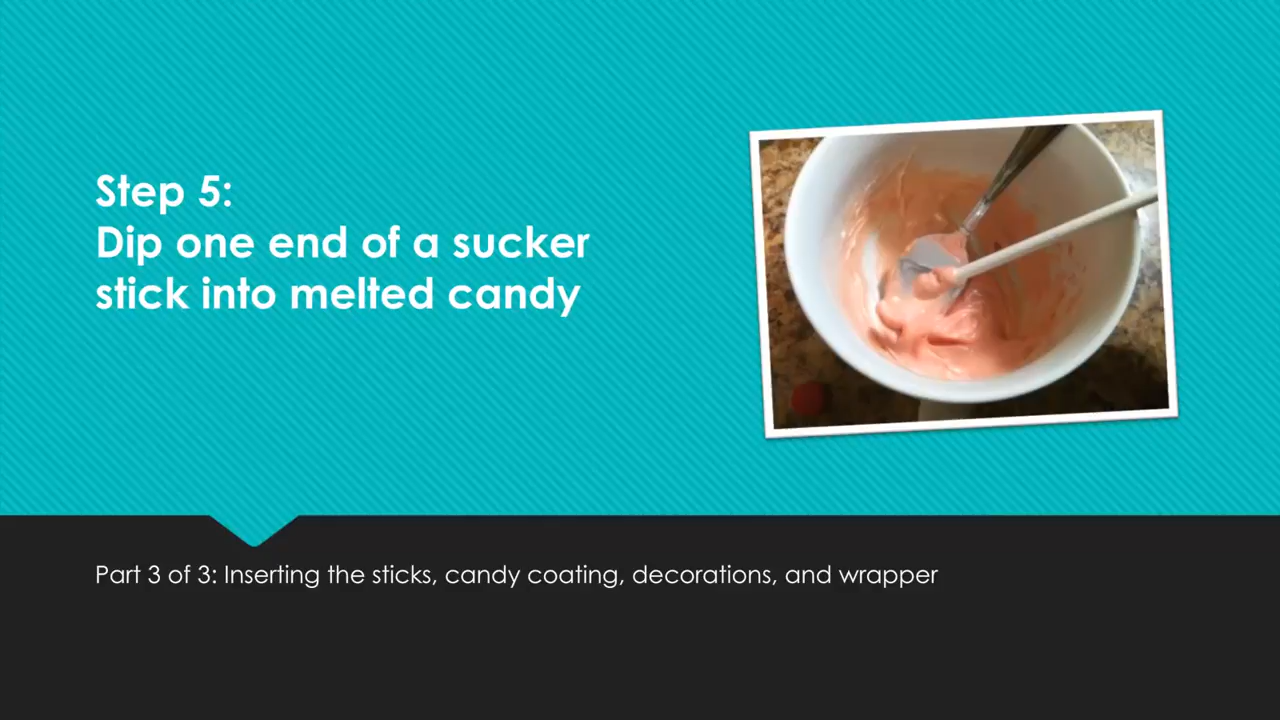 Step 5:
Dip one end of a sucker
stick into melted candy
Part 3 of 3: Inserting the sticks, candy coating, decorations, and wrapper